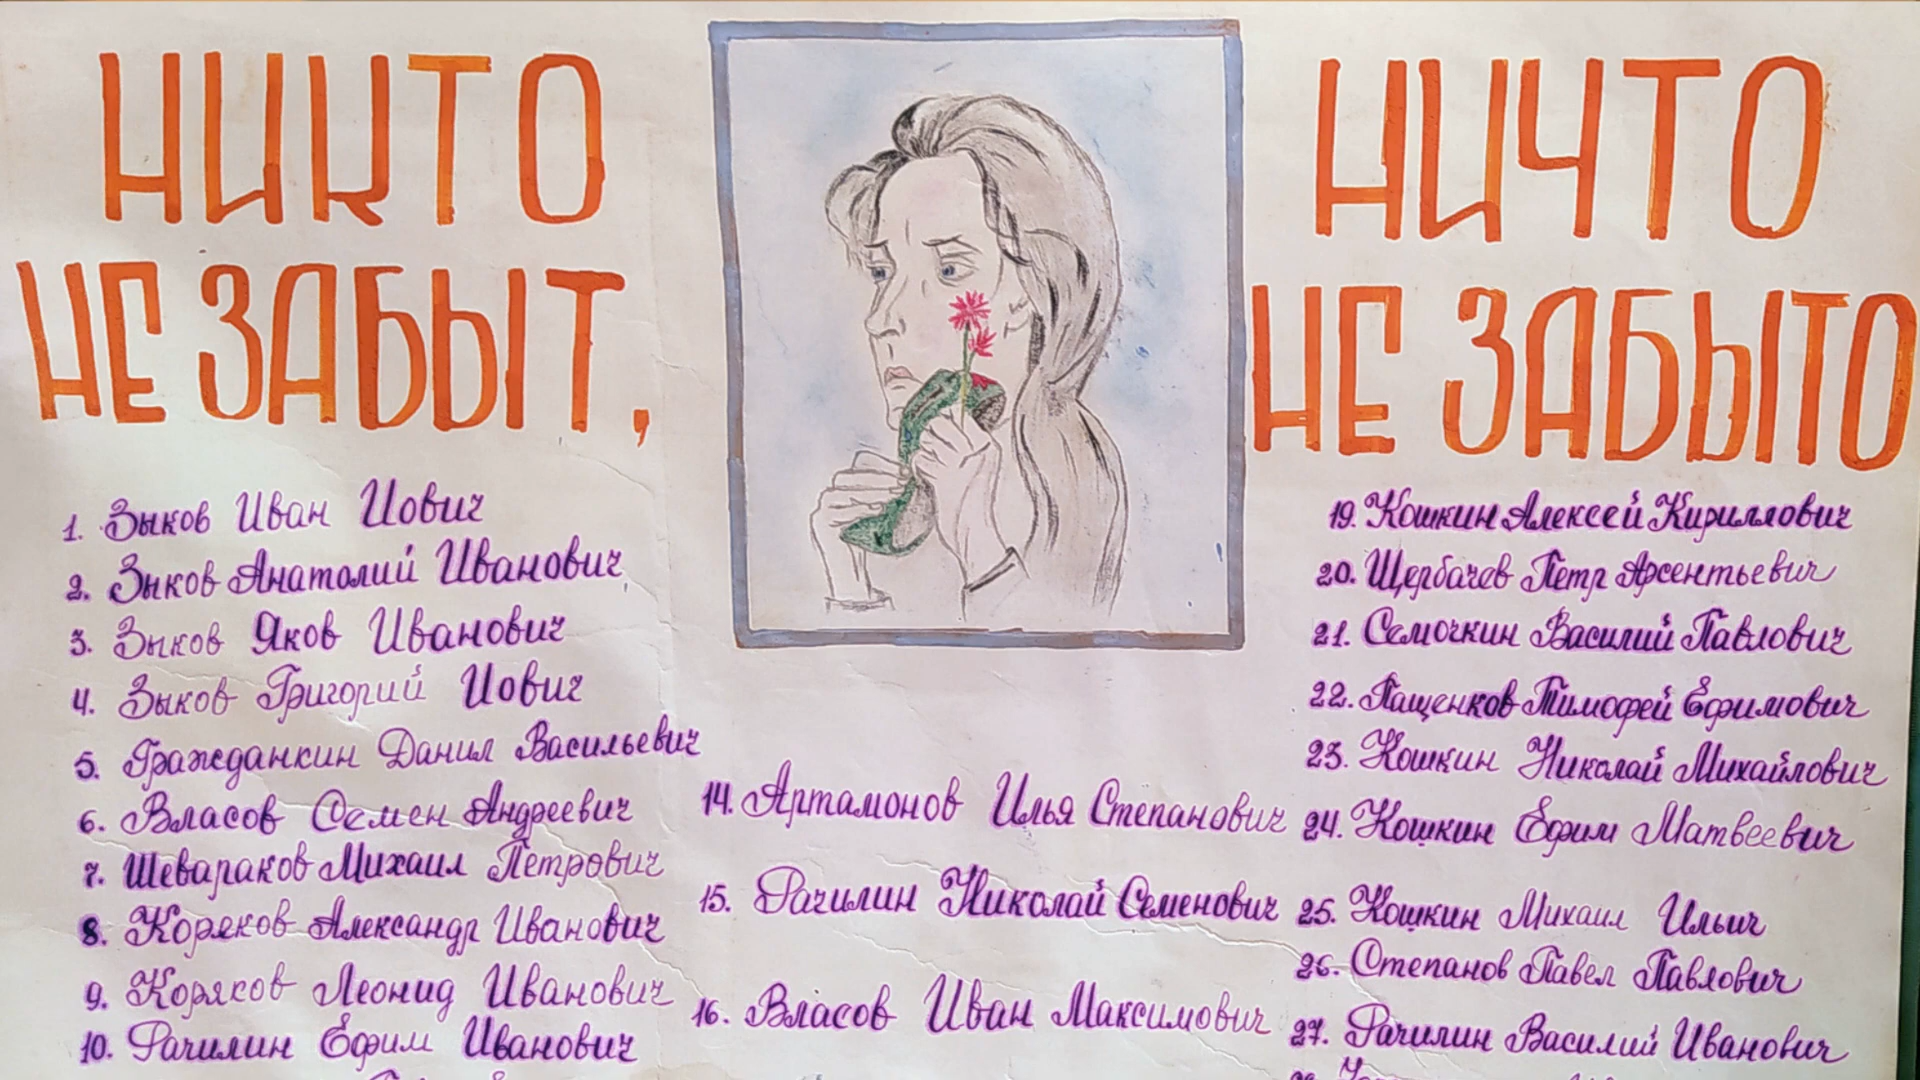 НИКТО
НЕ ЗАБЫТ,
НИЧТО
НЕ ЗАБЫТО
1. Зыков Иван Иович
2. Зыков Анатолий Иванович
3. Зыков Яков Иванович
4. Зыков Григорий Иович
5. Гражданкин Данил Васильевич
6. Власов Семен Андреевич
7. Шевараков Михаил Петрович
8. Коряков Александр Иванович
9. Коряков Леонид Иванович
10. Рачилин Ефим Иванович
14. Артамонов Илья Степанович
15. Рачилин Николай Семенович
16. Власов Иван Максимович
19. Кошкин Алексей Кириллович
20. Щербачев Петр Арсентьевич
21. Семочкин Василий Павлович
22. Пащенков Тимофей Ефимович
23. Кошкин Николай Михайлович
24. Кошкин Ефим Матвеевич
25. Кошкин Михаил Ильич
26. Степанов Павел Павлович
27. Рачилин Василий Иванович